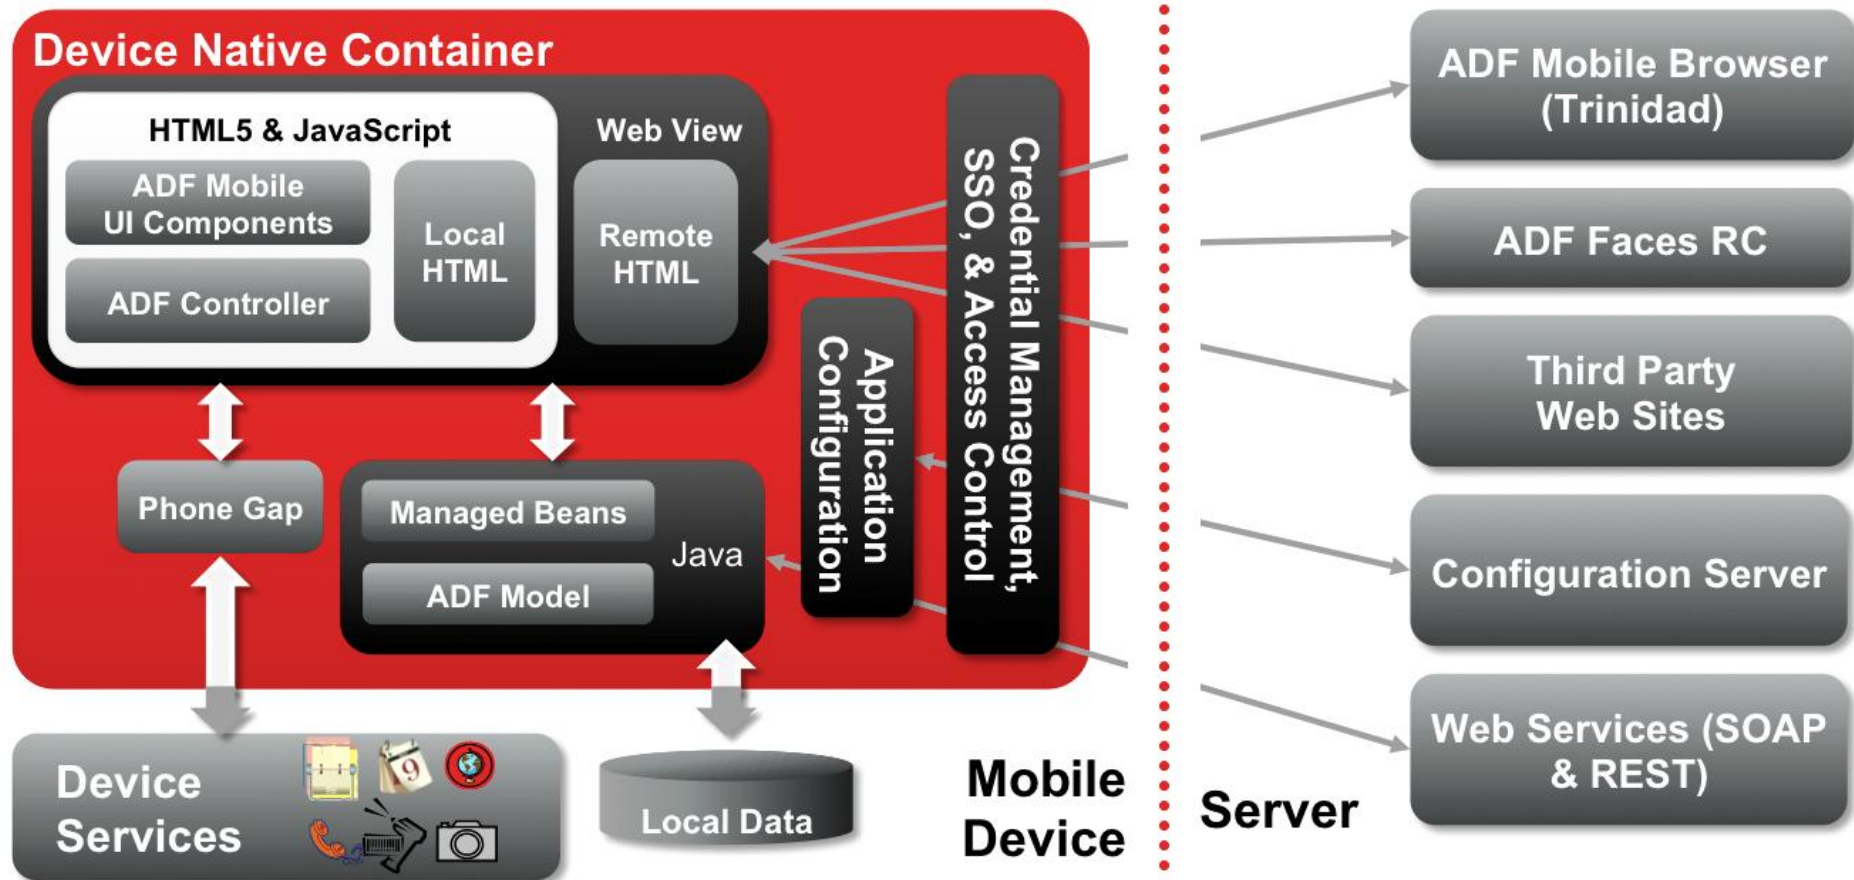 Device Native Container
HTML5 & JavaScript
Web View
ADF Mobile
UI Components
ADF Controller
Local
HTML
Remote
HTML
Phone Gap
Managed Beans
ADF Model
Java
Application
Configuration
Credential Management,
SSO, & Access Control
Device
Services
9
Local Data
Mobile
Device
Server
ADF Mobile Browser
(Trinidad)
ADF Faces RC
Third Party
Web Sites
Configuration Server
Web Services (SOAP
& REST)